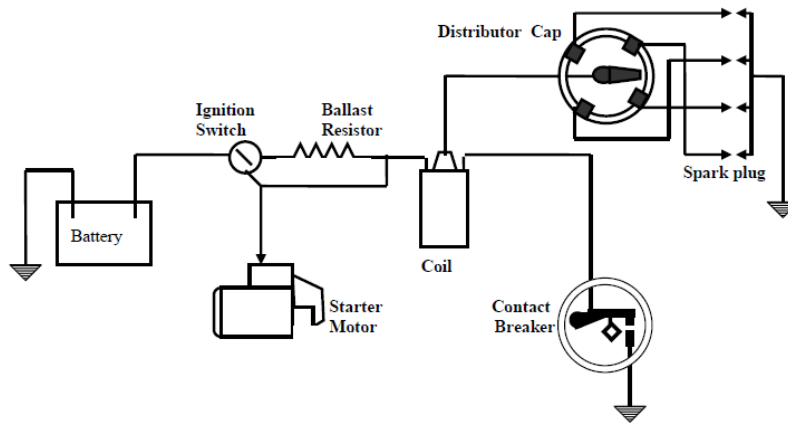 Distributor Cap
Ignition
Switch
Ballast
Resistor
Spark plug
Battery
Coil
Starter
Motor
Contact
Breaker